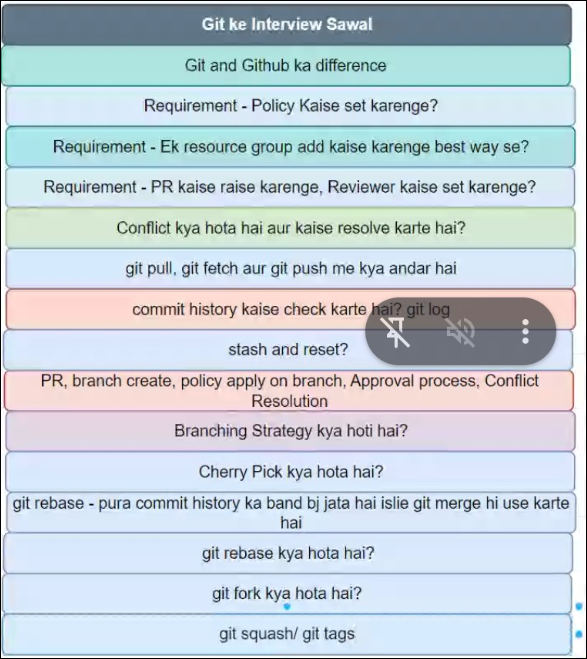 Git ke Interview Sawal
Git and Github ka difference
Requirement - Policy Kaise set karenge?
Requirement - Ek resource group add kaise karenge best way se?
Requirement - PR kaise raise karenge, Reviewer kaise set karenge?
Conflict kya hota hai aur kaise resolve karte hai?
git pull, git fetch aur git push me kya andar hai
commit history kaise check karte hai? git log
stash and reset?
PR, branch create, policy apply on branch, Approval process, Conflict
Resolution
Branching Strategy kya hoti hai?
Cherry Pick kya hota hai?
git rebase - pura commit history ka band bj jata hai islie git merge hi use karte
hai
git rebase kya hota hai?
git fork kya hota hai?
git squash/ git tags